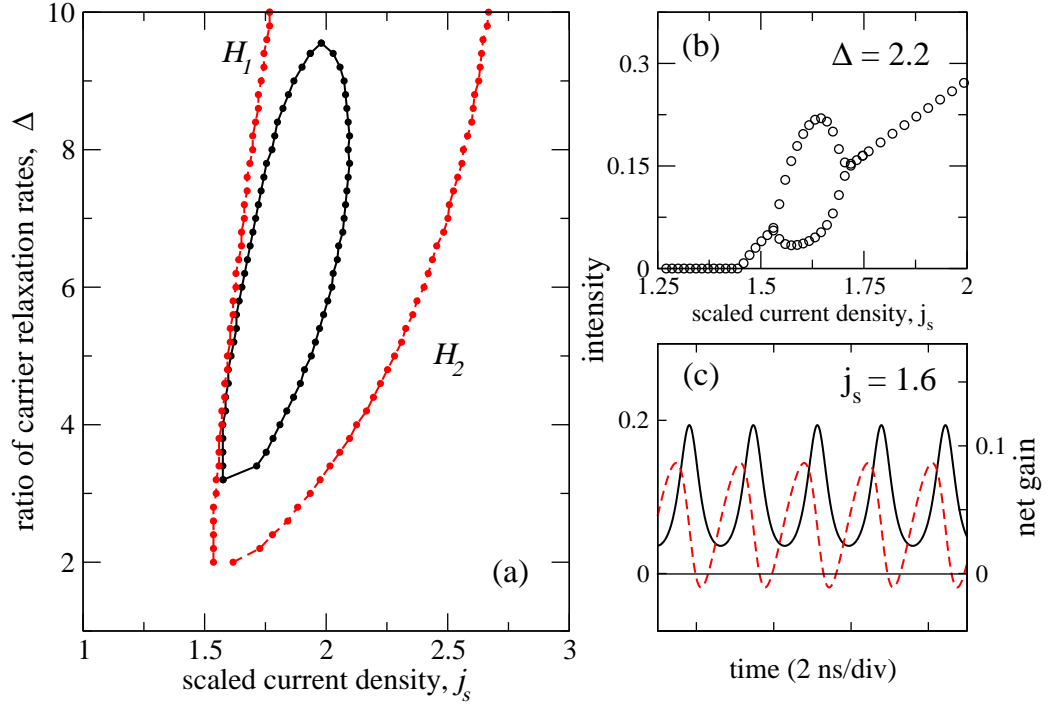 10
8
6
4
2
ratio of carrier relaxation rates, Δ
H1
H2
(a)
1
1.5
2
2.5
3
scaled current density, js
(b)
Δ = 2.2
0.3
0.15
0
1.25
1.5
1.75
2
scaled current density, js
intensity
(c)
js = 1.6
0.2
0
0.1
0
net gain
time (2 ns/div)